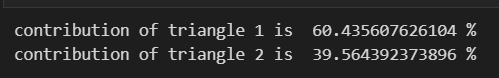 contribution of triangle 1 is  60.435607626104 %
contribution of triangle 2 is  39.564392373896 %